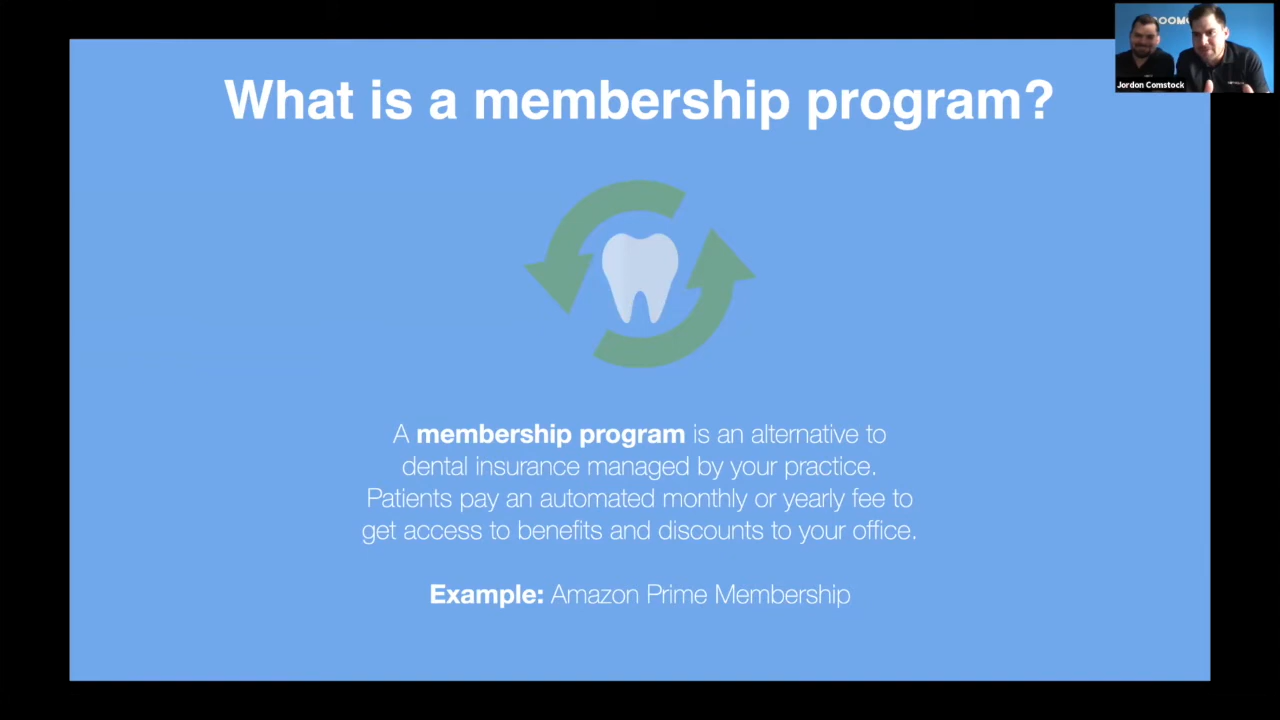 What is a membership program?
Jordon Comstock
A membership program is an alternative to
dental insurance managed by your practice.
Patients pay an automated monthly or yearly fee to
get access to benefits and discounts to your office.
Example: Amazon Prime Membership